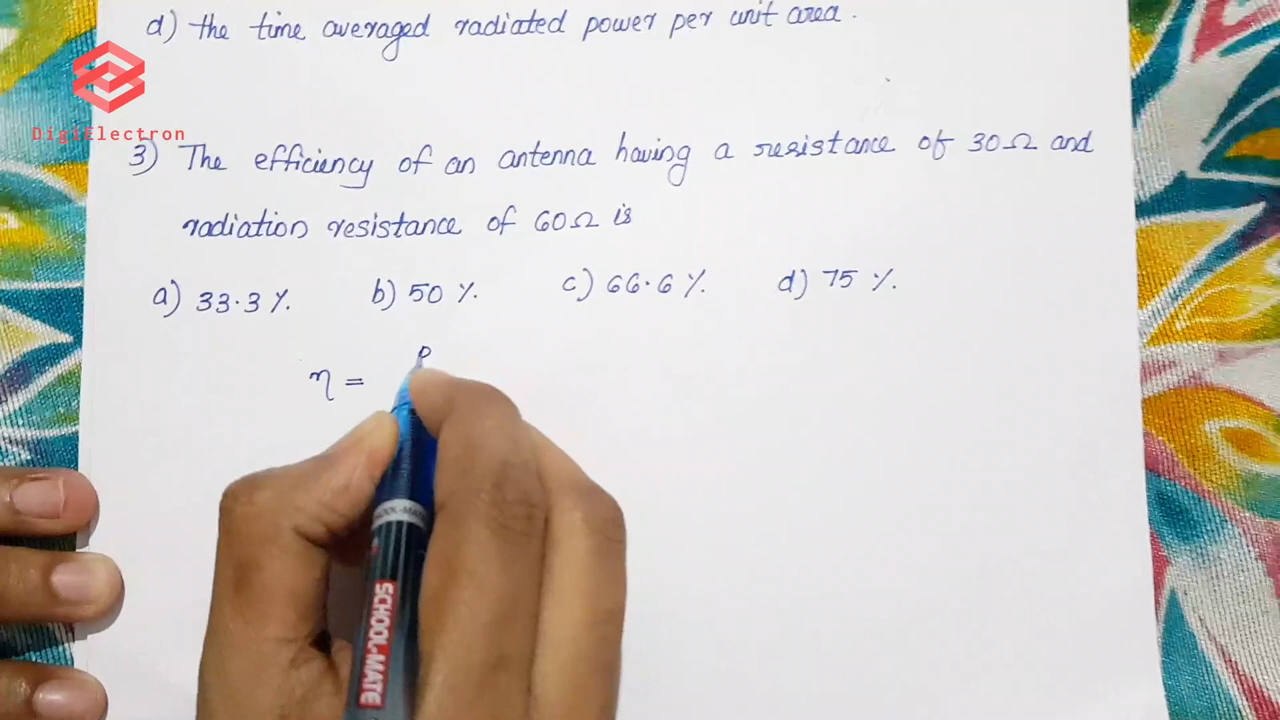 d) the time averaged radiated power per unit area.
DigiElectron
3) The efficiency of an antenna having a resistance of 30Ω and
radiation resistance of 60Ω is
a) 33.3 %. b) 50 %. c) 66.6 %. d) 75 %.
η = P
SCHOOL-MATE